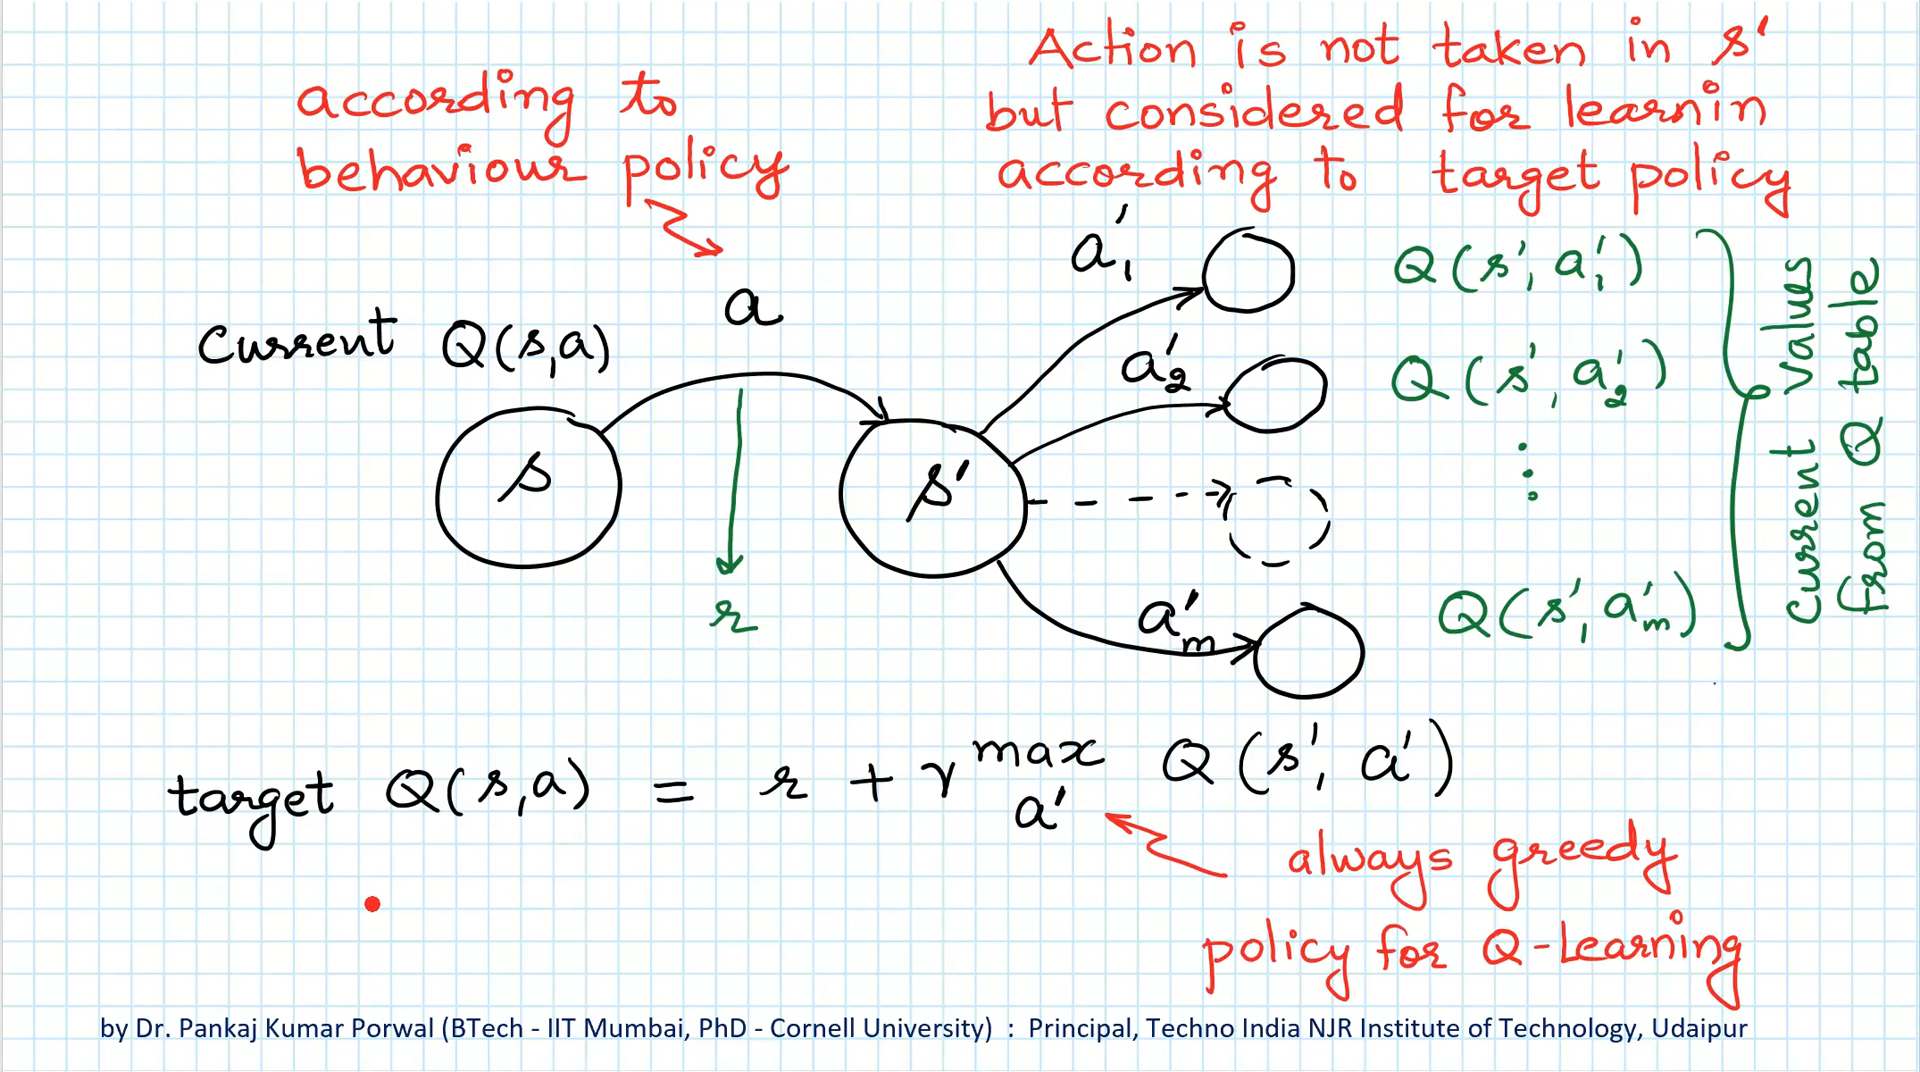 according to
behaviour policy
Action is not taken in s'
but considered for learnin
according to target policy
a
Current Q(s,a)
s
r
s'
a'₁
a'₂
a'm
Q(s', a'₁)
Q(s', a'₂)
⋮
Q(s', a'm)
Current values
from Q table
target Q(s,a) = r + γ max Q(s', a')
a'
always greedy
policy for Q-Learning
by Dr. Pankaj Kumar Porwal (BTech - IIT Mumbai, PhD - Cornell University) : Principal, Techno India NJR Institute of Technology, Udaipur